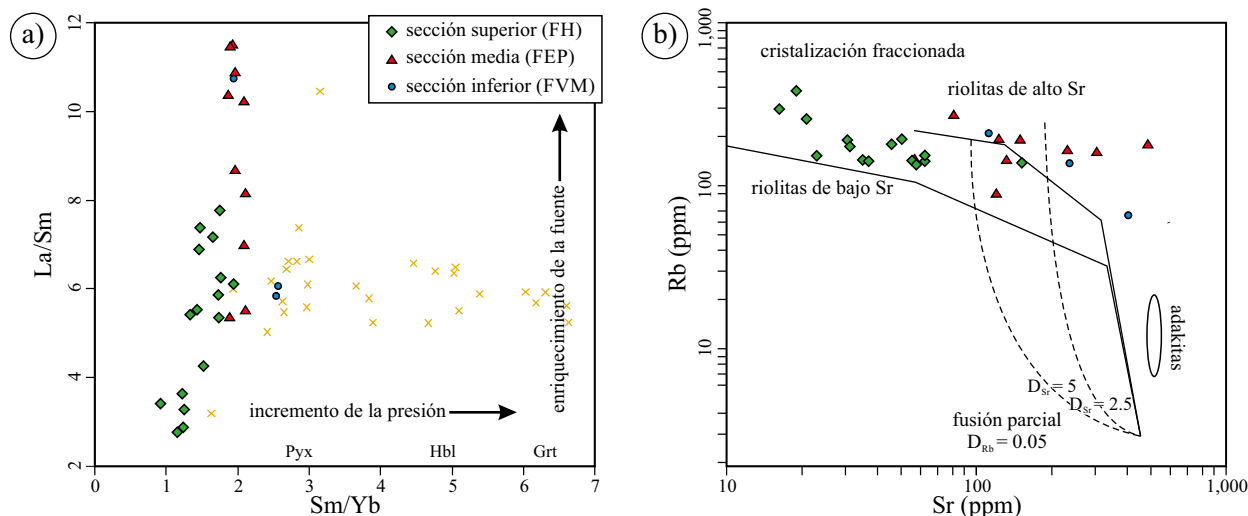 a)
La/Sm
12
10
8
6
4
2
sección superior (FH)
sección media (FEP)
sección inferior (FVM)
enriquecimiento de la fuente
incremento de la presión
Pyx
Hbl
Grt
0
1
2
3
4
5
6
7
Sm/Yb
b)
Rb (ppm)
1,000
100
10
cristalización fraccionada
riolitas de alto Sr
riolitas de bajo Sr
adakitas
DSr = 5
DSr = 2.5
fusión parcial
DRb = 0.05
10
100
1,000
Sr (ppm)